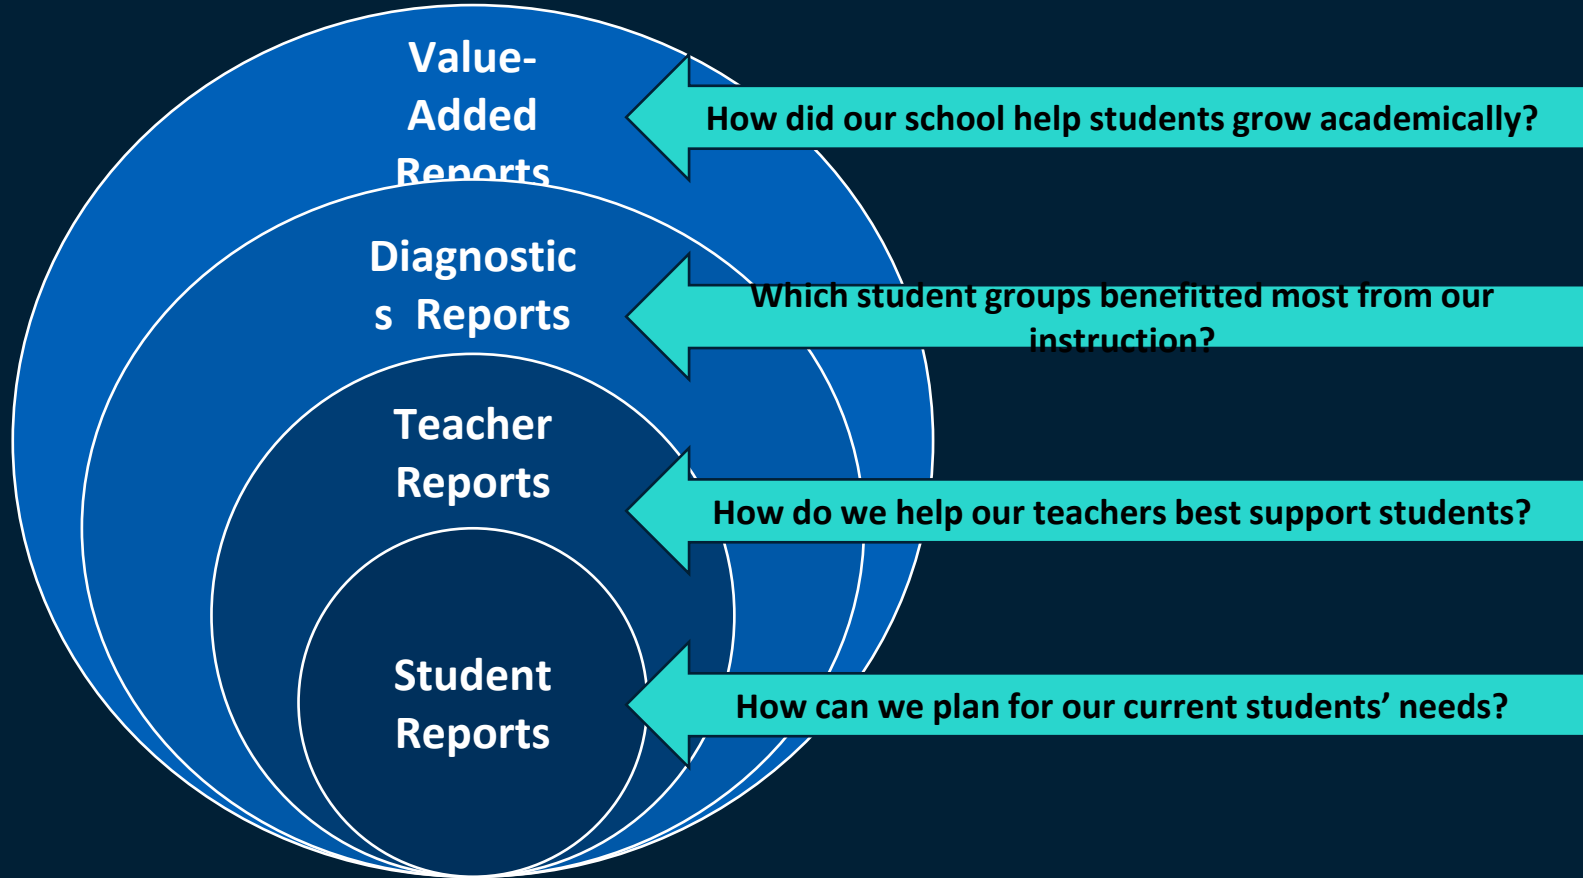 Value-
Added
Reports
How did our school help students grow academically?
Diagnostic
s Reports
Which student groups benefitted most from our
instruction?
Teacher
Reports
How do we help our teachers best support students?
Student
Reports
How can we plan for our current students’ needs?